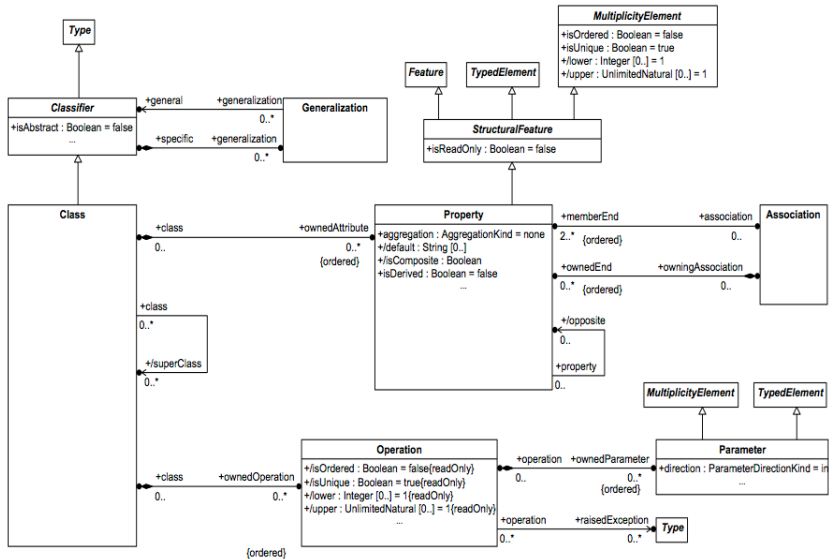 Type
MultiplicityElement
+isOrdered : Boolean = false
+isUnique : Boolean = true
+/lower : Integer [0..] = 1
+/upper : UnlimitedNatural [0..] = 1
Feature
TypedElement
Classifier
+isAbstract : Boolean = false
...
+general
+generalization
0..*
+specific
+generalization
0..*
Generalization
StructuralFeature
+isReadOnly : Boolean = false
Class
+class
+ownedAttribute
0..
0..*
{ordered}
Property
+aggregation : AggregationKind = none
+/default : String [0..]
+/isComposite : Boolean
+isDerived : Boolean = false
...
+memberEnd
+association
2..*
{ordered}
0..
+ownedEnd
+owningAssociation
0..*
{ordered}
0..
Association
+class
0..*
+/superClass
0..*
+/opposite
0..
+property
0..
MultiplicityElement
TypedElement
+class
+ownedOperation
0..
0..*
{ordered}
Operation
+/isOrdered : Boolean = false{readOnly}
+/isUnique : Boolean = true{readOnly}
+/lower : Integer [0..] = 1{readOnly}
+/upper : UnlimitedNatural [0..] = 1{readOnly}
...
+operation
+ownedParameter
0..
0..*
{ordered}
Parameter
+direction : ParameterDirectionKind = in
...
+operation
+raisedException
0..*
0..*
Type